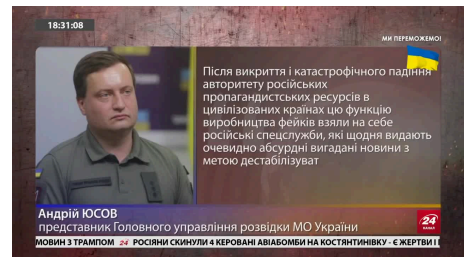 18:31:08
МИ ПЕРЕМОЖЕМО!
Після викриття і катастрофічного падіння
авторитету російських
пропагандистських ресурсів в
цивілізованих країнах цю функцію
виробництва фейків взяли на себе
російські спецслужби, які щодня видають
очевидно абсурдні вигадані новини з
метою дестабілізуват
Андрій ЮСОВ
представник Головного управління розвідки МО України
24
КАНАЛ
МОВИН З ТРАМПОМ 24 РОСІЯНИ СКИНУЛИ 4 КЕРОВАНІ АВІАБОМБИ НА КОСТЯНТИНІВКУ - Є ЖЕРТВИ І